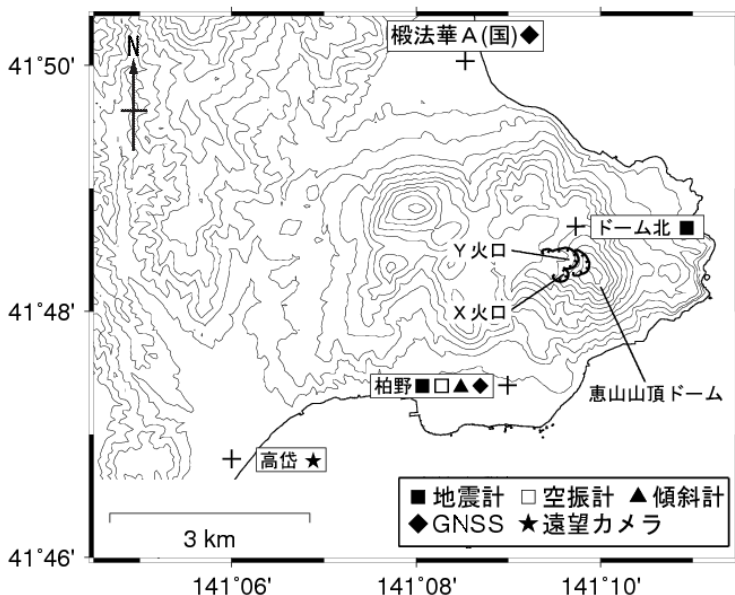 椴法華A(国)◆
41°50'
N
ドーム北 ■
Y火口
41°48'
X火口
柏野■□▲◆
恵山山頂ドーム
高岱 ★
■地震計 □空振計 ▲傾斜計
◆GNSS ★遠望カメラ
3 km
41°46'
141°06' 141°08' 141°10'